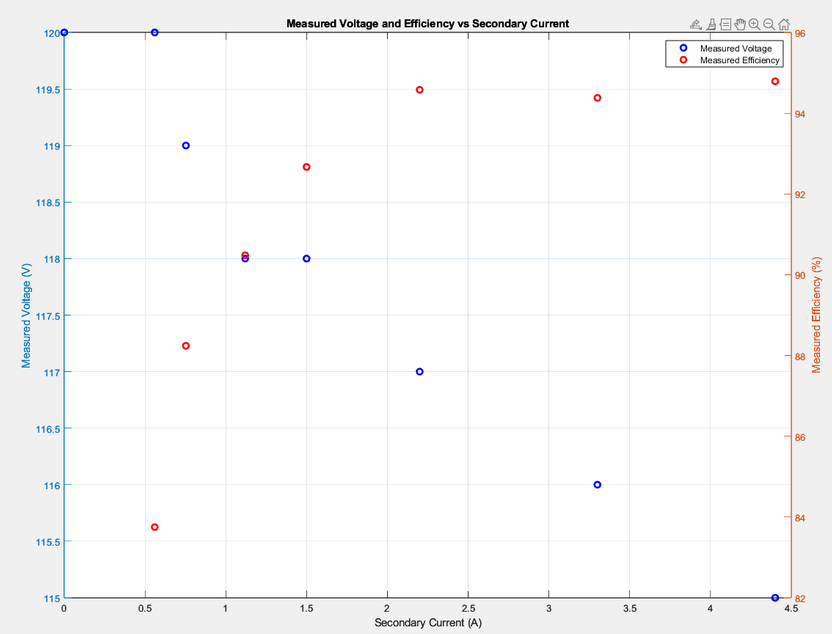 Measured Voltage and Efficiency vs Secondary Current
Measured Voltage
Measured Efficiency
120
119.5
119
118.5
118
117.5
117
116.5
116
115.5
115
Measured Voltage (V)
96
94
92
90
88
86
84
82
Measured Efficiency (%)
0 0.5 1 1.5 2 2.5 3 3.5 4 4.5
Secondary Current (A)